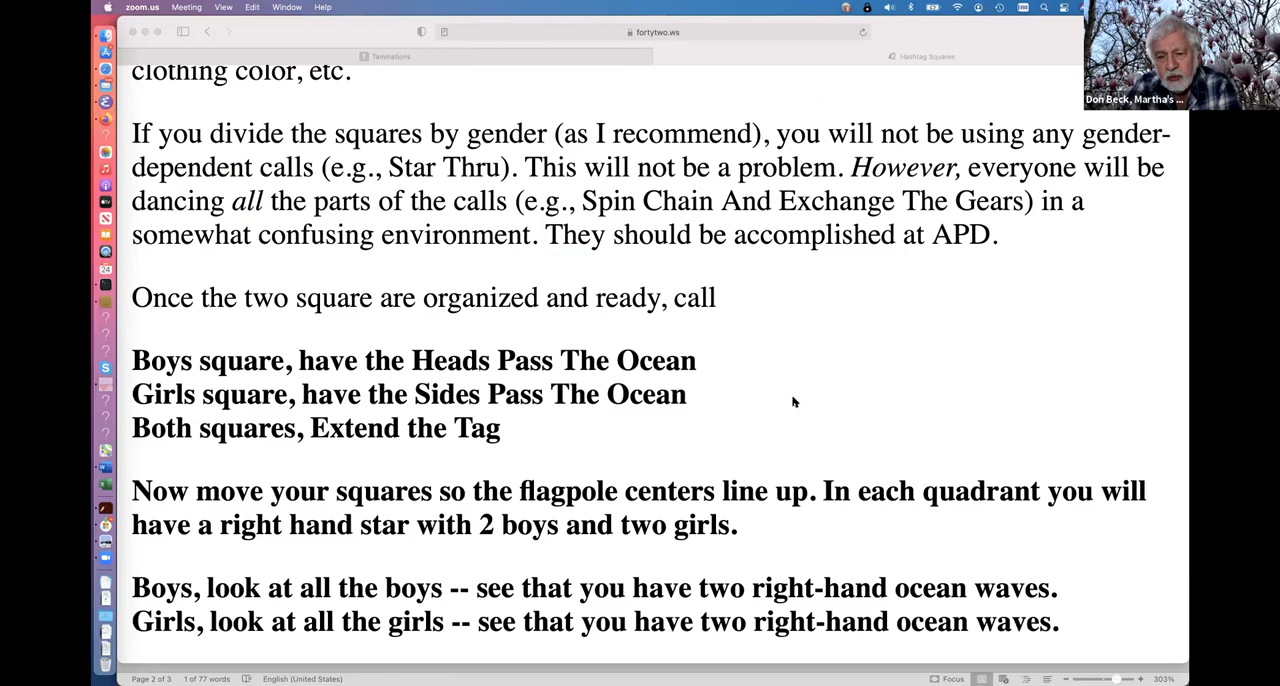 zoom.us Meeting View Edit Window Help
fortytwo.ws
Taminations
Hashtag Squares
Don Beck, Martha's ...
clothing color, etc.
If you divide the squares by gender (as I recommend), you will not be using any gender-
dependent calls (e.g., Star Thru). This will not be a problem. However, everyone will be
dancing all the parts of the calls (e.g., Spin Chain And Exchange The Gears) in a
somewhat confusing environment. They should be accomplished at APD.
Once the two square are organized and ready, call
Boys square, have the Heads Pass The Ocean
Girls square, have the Sides Pass The Ocean
Both squares, Extend the Tag
Now move your squares so the flagpole centers line up. In each quadrant you will
have a right hand star with 2 boys and two girls.
Boys, look at all the boys -- see that you have two right-hand ocean waves.
Girls, look at all the girls -- see that you have two right-hand ocean waves.
Page 2 of 3 1 of 77 words English (United States) Focus 303%